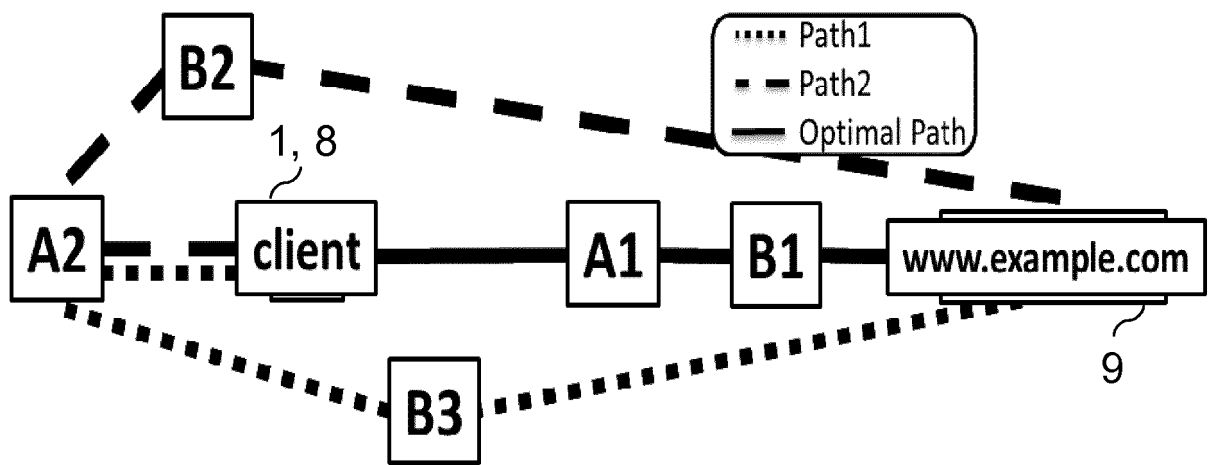 B2
Path1
Path2
Optimal Path
1, 8
A2
client
A1
B1
www.example.com
9
B3